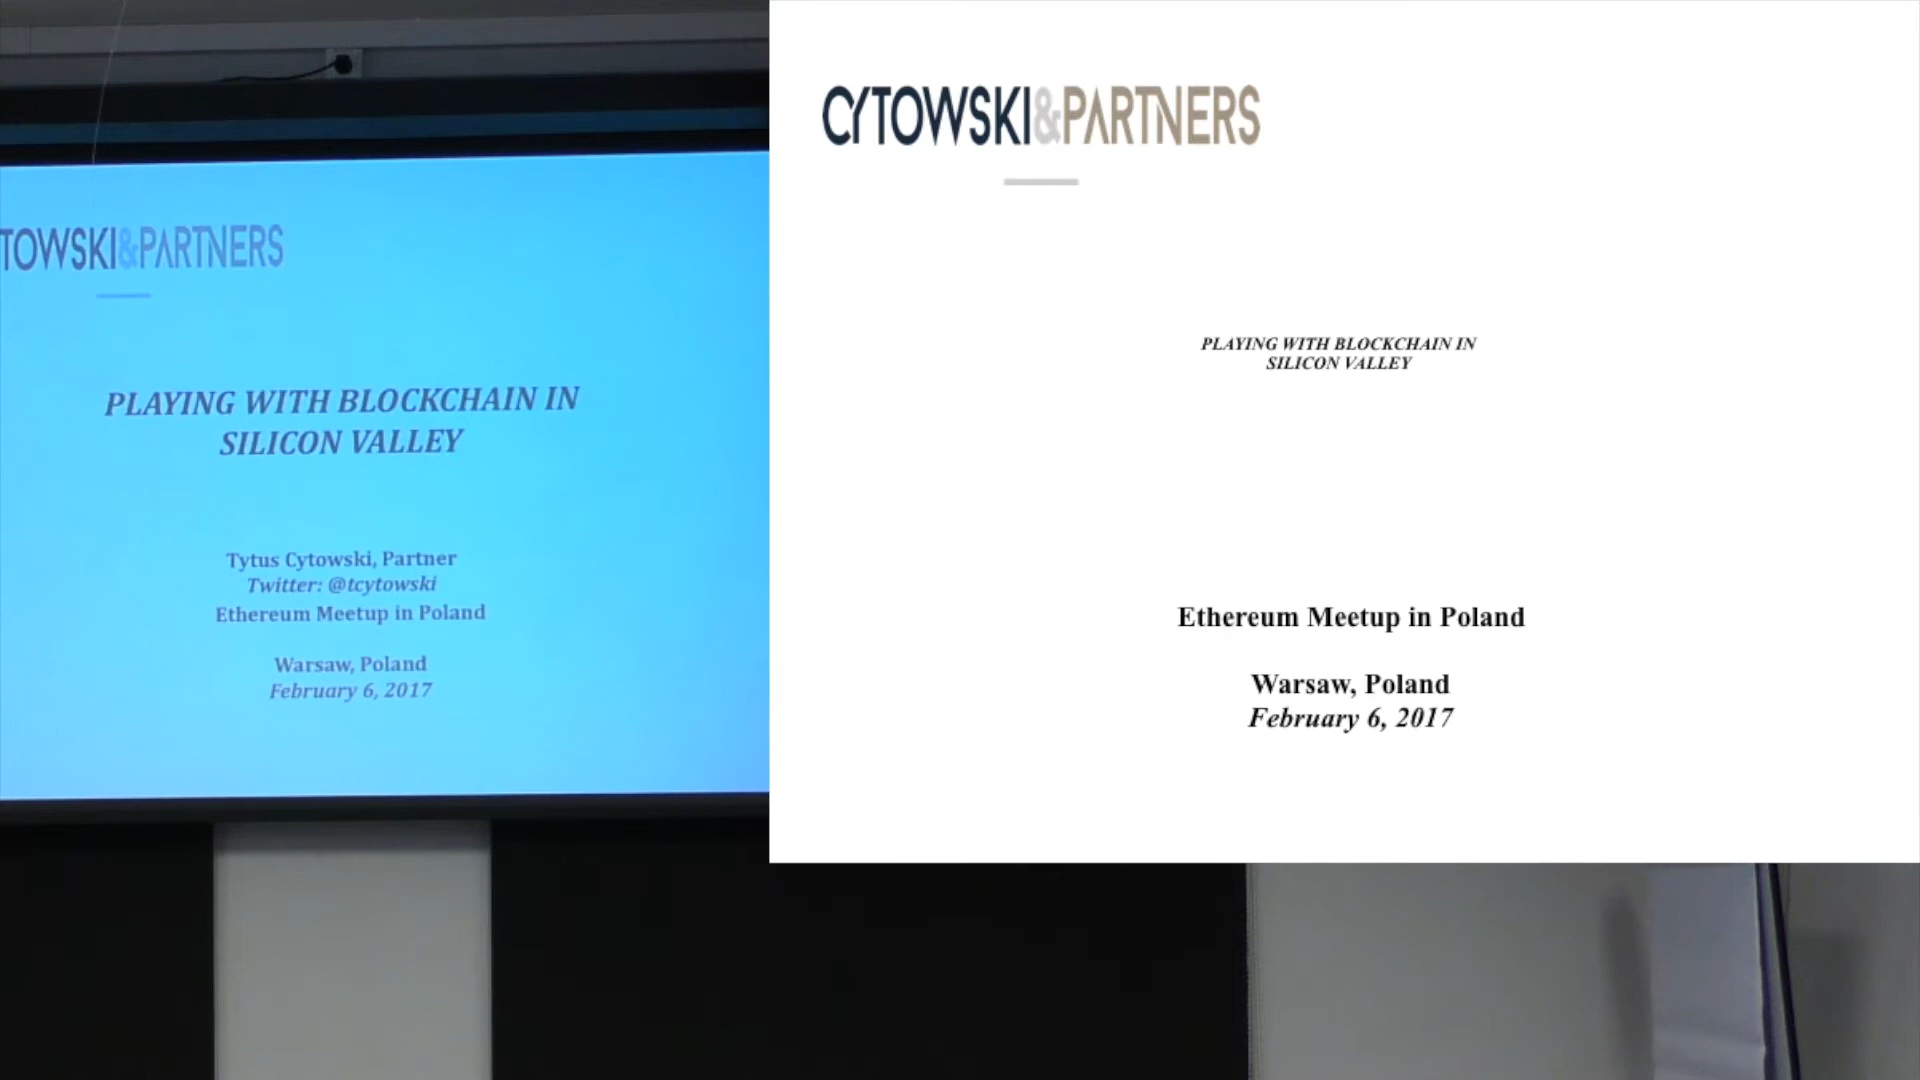 TOWSKI&PARTNERS
PLAYING WITH BLOCKCHAIN IN
SILICON VALLEY
Tytus Cytowski, Partner
Twitter: @tcytowski
Ethereum Meetup in Poland
Warsaw, Poland
February 6, 2017
CYTOWSKI&PARTNERS
PLAYING WITH BLOCKCHAIN IN
SILICON VALLEY
Ethereum Meetup in Poland
Warsaw, Poland
February 6, 2017